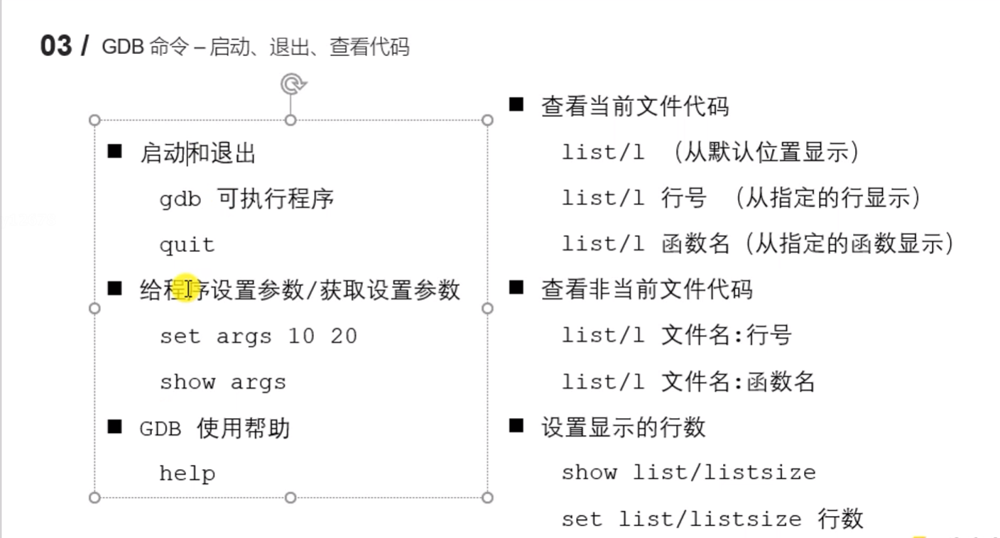 03 / GDB 命令 – 启动、退出、查看代码
■ 启动和退出
gdb 可执行程序
quit
■ 给程序设置参数/获取设置参数
set args 10 20
show args
■ GDB 使用帮助
help
■ 查看当前文件代码
list/l （从默认位置显示）
list/l 行号 （从指定的行显示）
list/l 函数名（从指定的函数显示）
■ 查看非当前文件代码
list/l 文件名:行号
list/l 文件名:函数名
■ 设置显示的行数
show list/listsize
set list/listsize 行数